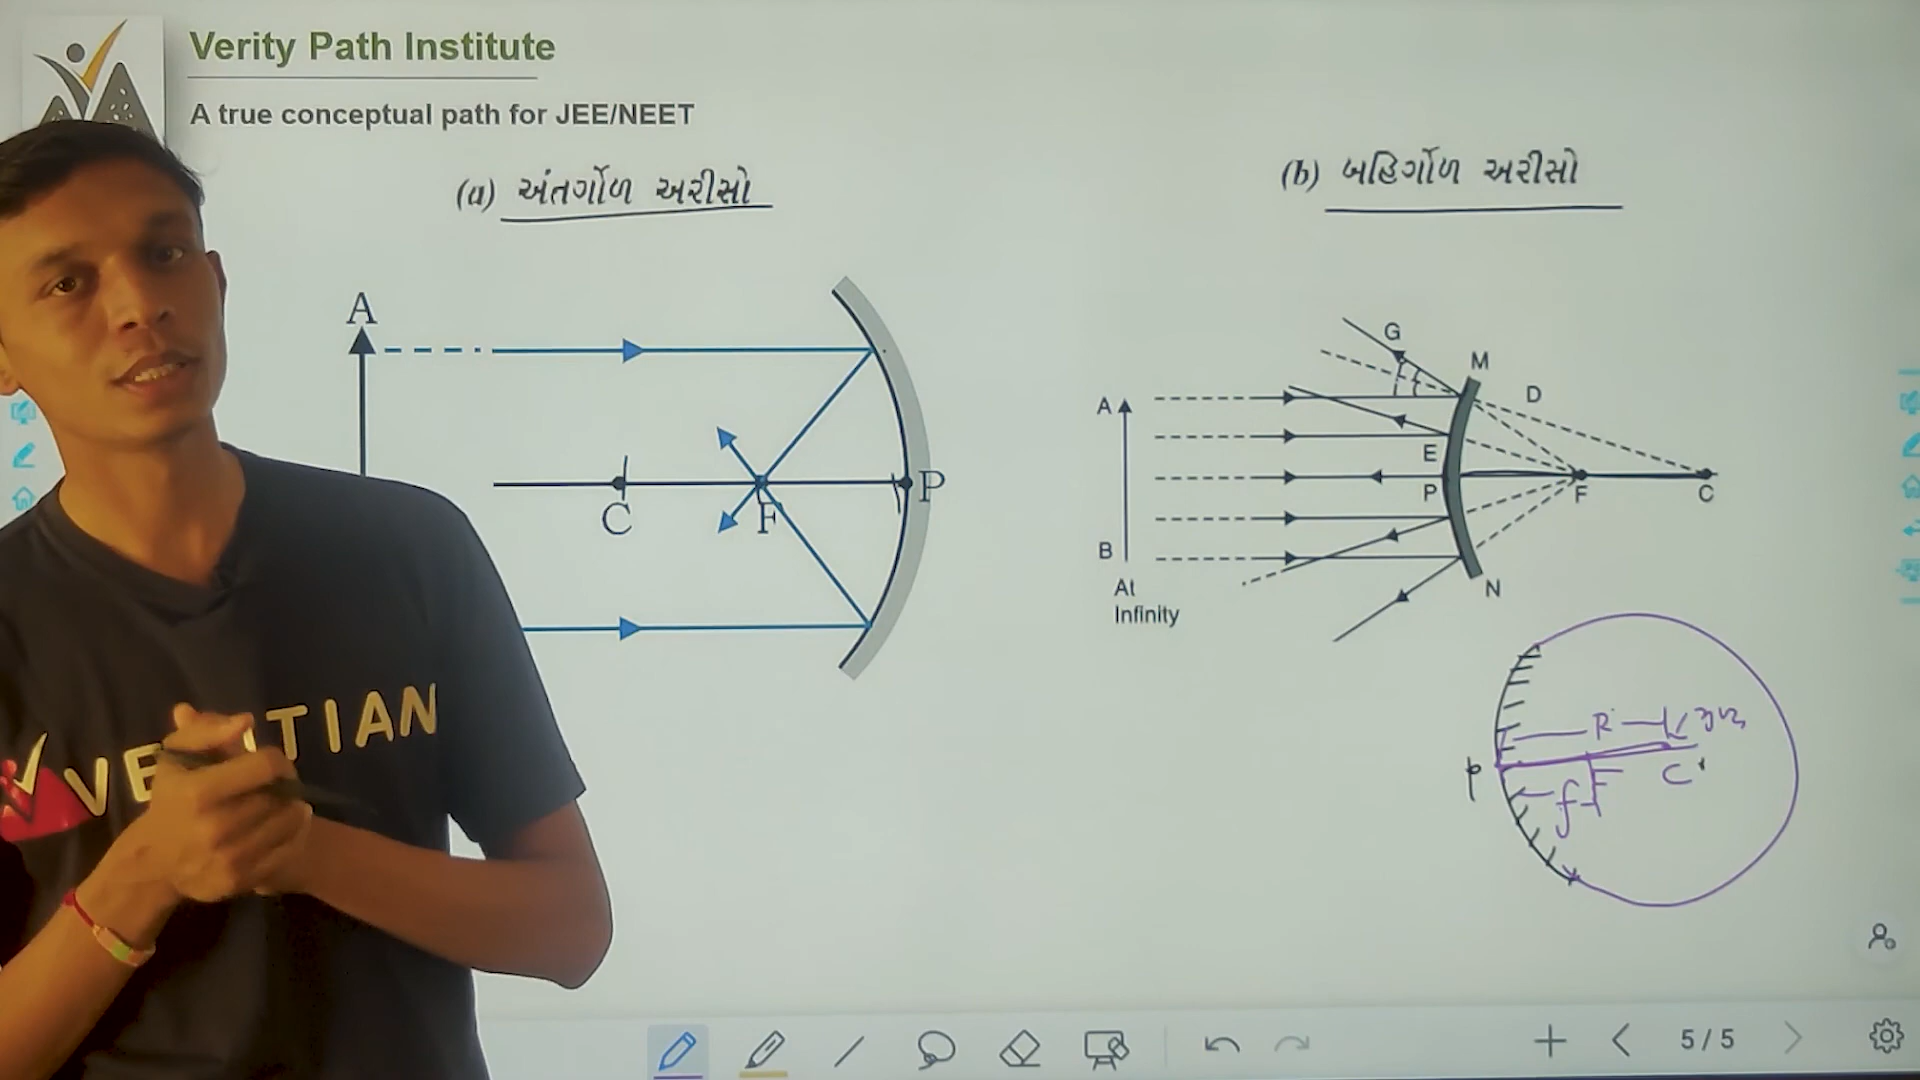 Verity Path Institute
A true conceptual path for JEE/NEET
(a) અંતર્ગોળ અરીસો
(b) બહિર્ગોળ અરીસો
A
C
F
P
G
M
D
A
E
P
F
C
B
At
Infinity
N
R
P
C
F
f
VE TIAN
5/5